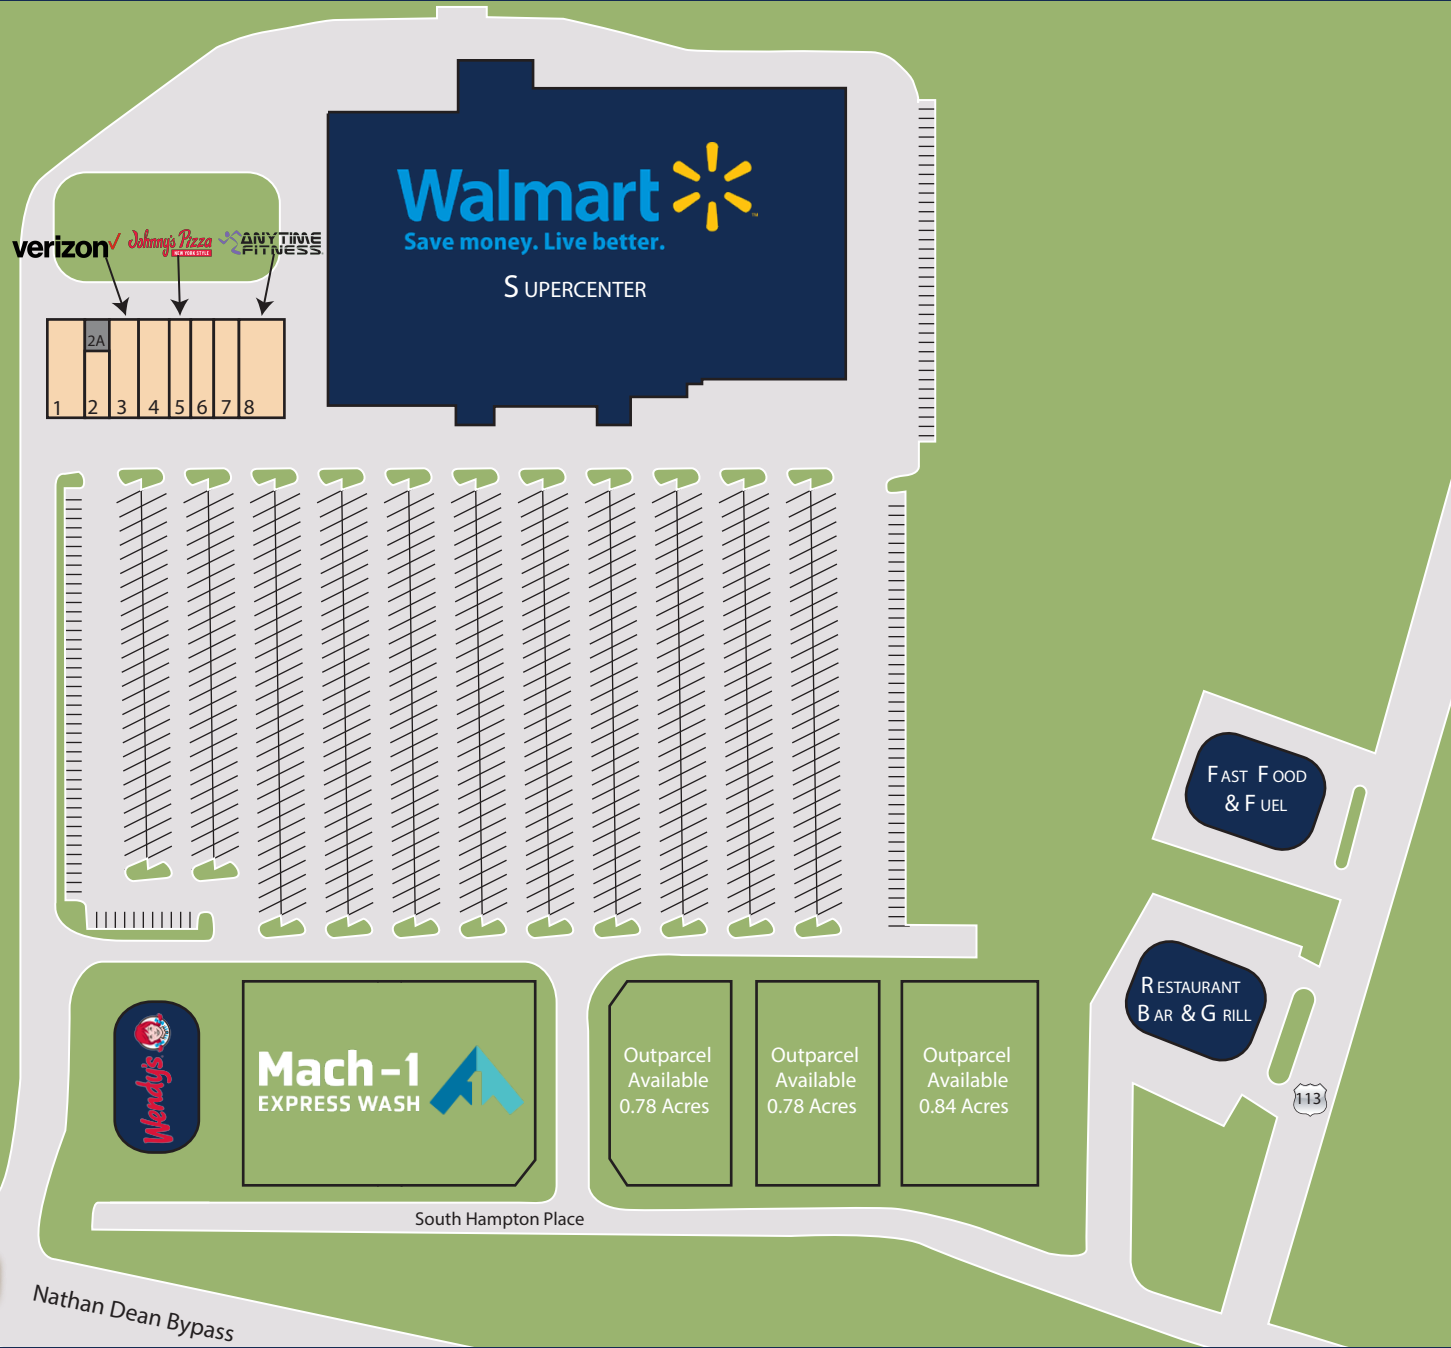 Walmart
Save money. Live better.
SUPERCENTER
verizon
Johnny's Pizza
NEW YORK STYLE
ANYTIME
FITNESS
2A
1 2 3 4 5 6 7 8
FAST FOOD
& FUEL
RESTAURANT
BAR & GRILL
Wendy's
Mach-1
EXPRESS WASH
Outparcel
Available
0.78 Acres
Outparcel
Available
0.78 Acres
Outparcel
Available
0.84 Acres
113
South Hampton Place
Nathan Dean Bypass